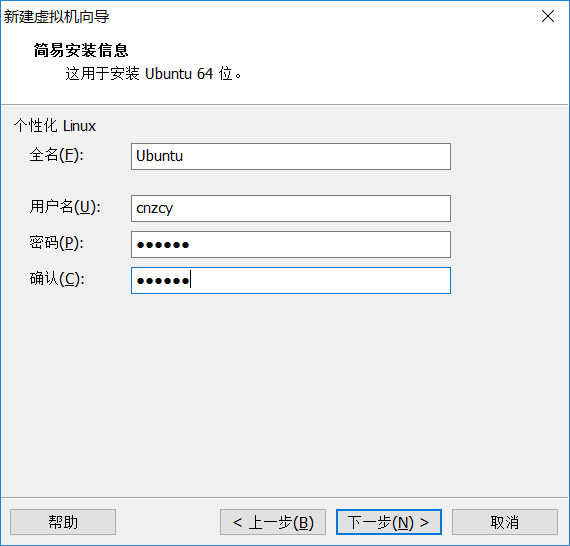 新建虚拟机向导
简易安装信息
这用于安装 Ubuntu 64 位。
个性化 Linux
全名(F): Ubuntu
用户名(U): cnzcy
密码(P): ●●●●●●
确认(C): ●●●●●●
帮助 < 上一步(B) 下一步(N) > 取消